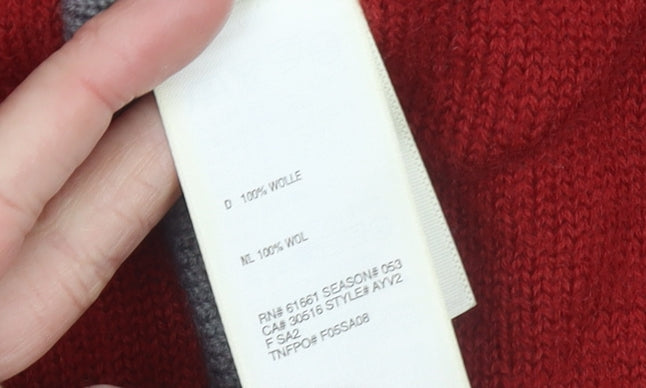 D 100% WOLLE
NL 100% WOL
RN# 61661 SEASON# 053
CA# 30516 STYLE# AYV2
F SA2
TNFPO# F05SA08